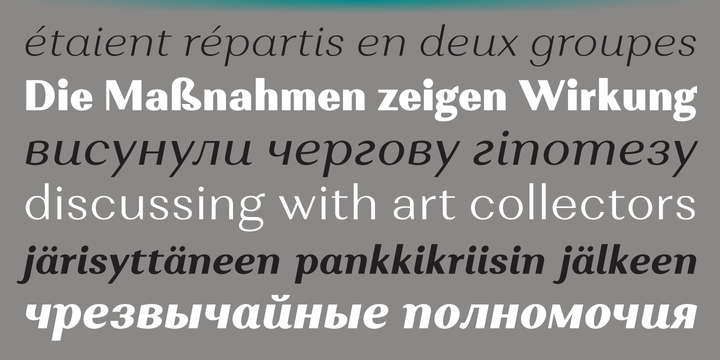 étaient répartis en deux groupes
Die Maßnahmen zeigen Wirkung
висунули чергову гіпотезу
discussing with art collectors
järisyttäneen pankkikriisin jälkeen
чрезвычайные полномочия